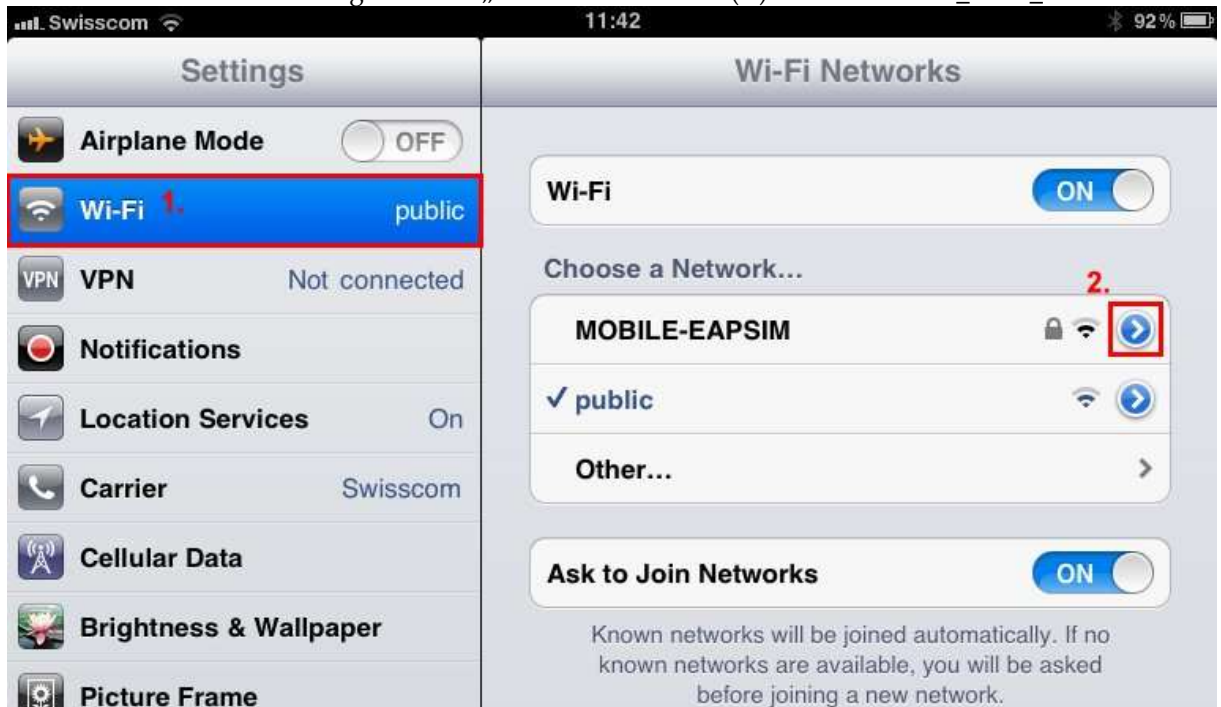 Swisscom 11:42 92 %
Settings
Airplane Mode OFF
Wi-Fi 1. public
VPN VPN Not connected
Notifications
Location Services On
Carrier Swisscom
Cellular Data
Brightness & Wallpaper
Picture Frame
Wi-Fi Networks
Wi-Fi ON
Choose a Network...
2.
MOBILE-EAPSIM
✓ public
Other...
Ask to Join Networks ON
Known networks will be joined automatically. If no
known networks are available, you will be asked
before joining a new network.